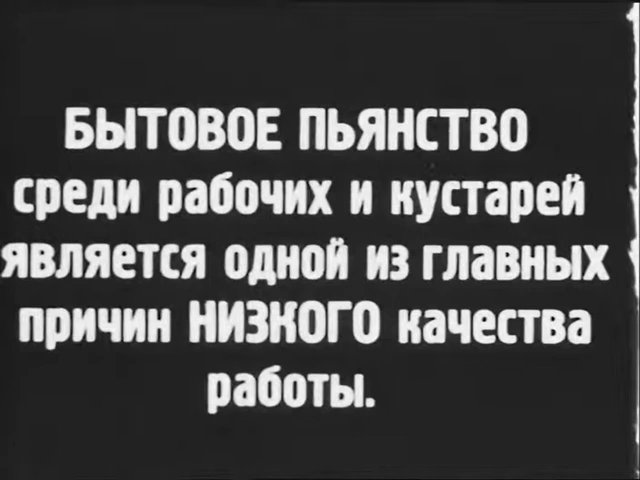 БЫТОВОЕ ПЬЯНСТВО
среди рабочих и кустарей
является одной из главных
причин НИЗКОГО качества
работы.